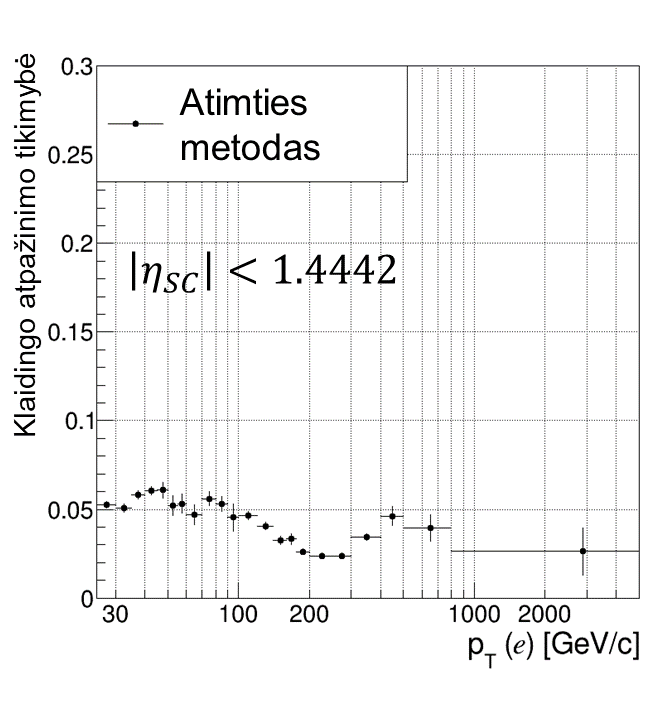 Klaidingo atpažinimo tikimybė
0.3
0.25
0.2
0.15
0.1
0.05
0
Atimties
metodas
|η_SC| < 1.4442
30 100 200 1000 2000
p_T (e) [GeV/c]